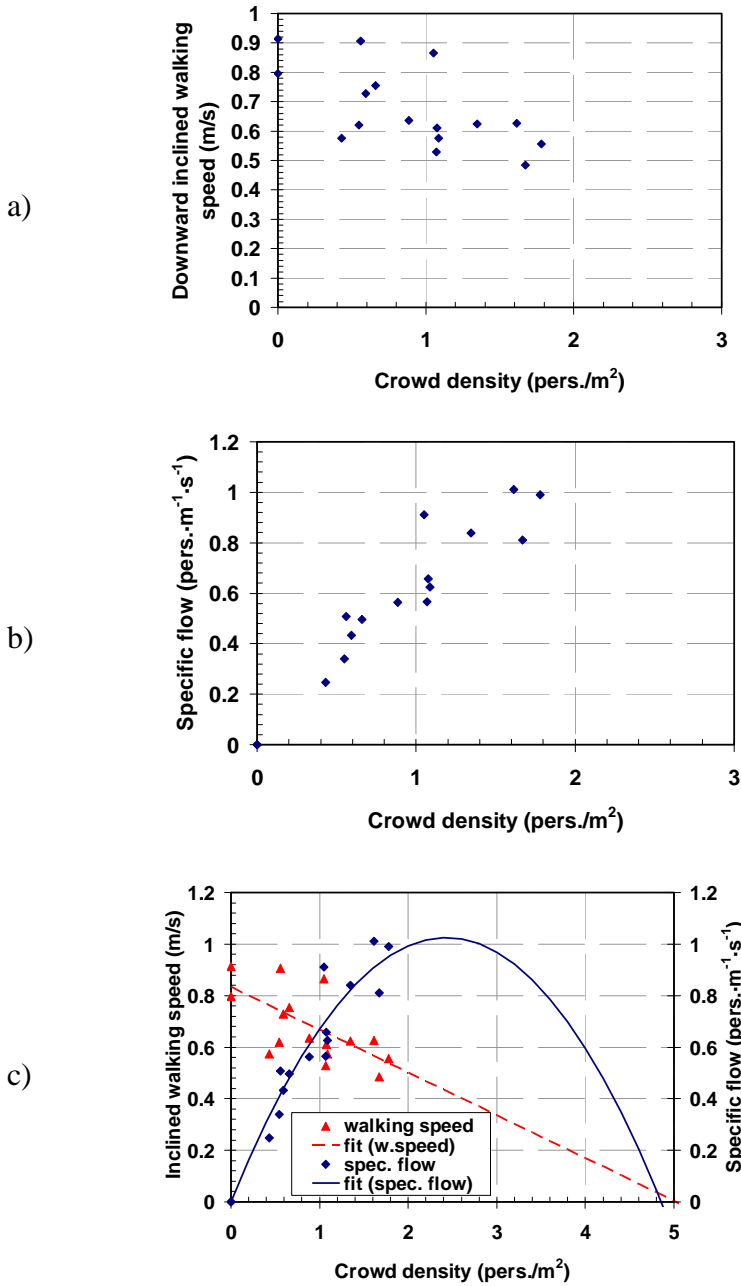 a)
Downward inclined walking
speed (m/s)
1
0.9
0.8
0.7
0.6
0.5
0.4
0.3
0.2
0.1
0
0 1 2 3
Crowd density (pers./m²)
b)
Specific flow (pers.·m⁻¹·s⁻¹)
1.2
1
0.8
0.6
0.4
0.2
0
0 1 2 3
Crowd density (pers./m²)
c)
Inclined walking speed (m/s)
1.2
1
0.8
0.6
0.4
0.2
0
walking speed
fit (w.speed)
spec. flow
fit (spec. flow)
1.2
1
0.8
0.6
0.4
0.2
0
Specific flow (pers.·m⁻¹·s⁻¹)
0 1 2 3 4 5
Crowd density (pers./m²)